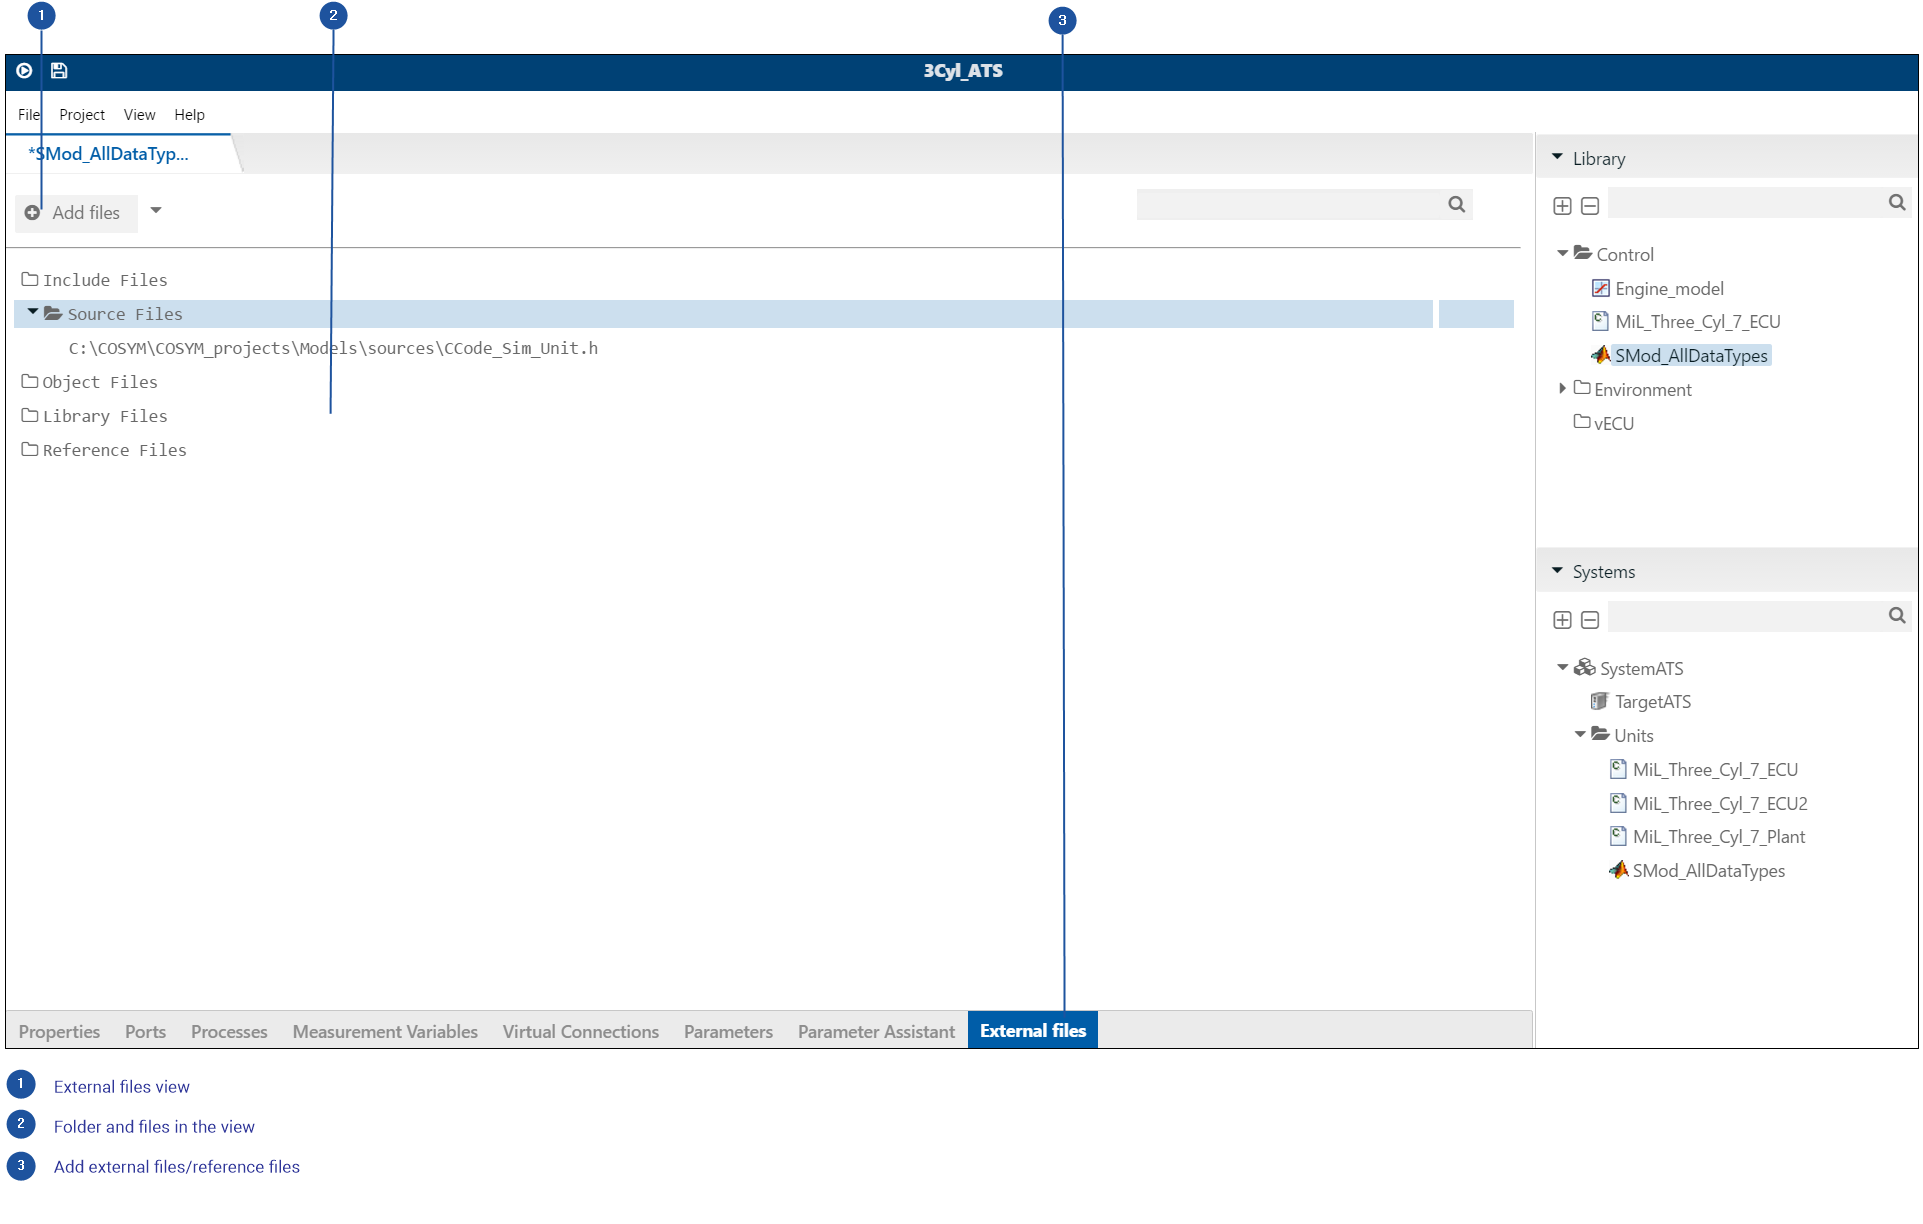 1
2
3
3Cyl_ATS
File Project View Help
*SMod_AllDataTyp...
Add files
Include Files
Source Files
C:\COSYM\COSYM_projects\Models\sources\CCode_Sim_Unit.h
Object Files
Library Files
Reference Files
Library
Control
Engine_model
MiL_Three_Cyl_7_ECU
SMod_AllDataTypes
Environment
vECU
Systems
SystemATS
TargetATS
Units
MiL_Three_Cyl_7_ECU
MiL_Three_Cyl_7_ECU2
MiL_Three_Cyl_7_Plant
SMod_AllDataTypes
Properties Ports Processes Measurement Variables Virtual Connections Parameters Parameter Assistant External files
1 External files view
2 Folder and files in the view
3 Add external files/reference files